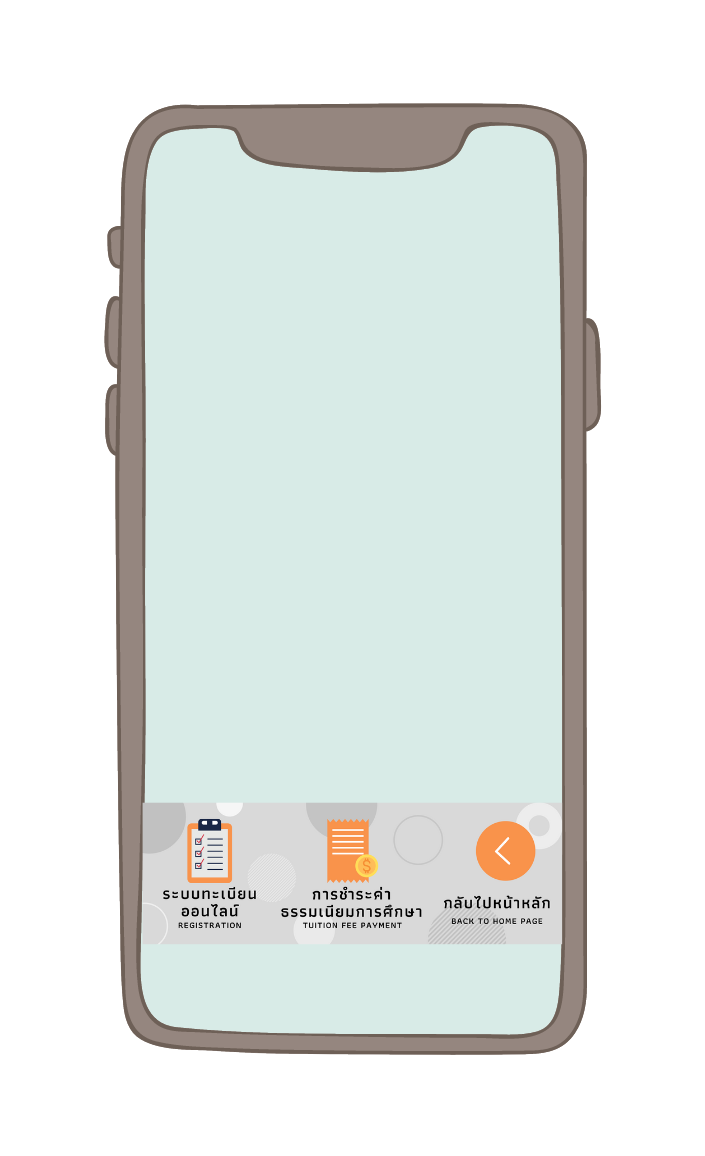 ระบบทะเบียน
ออนไลน์
REGISTRATION
การชำระค่า
ธรรมเนียมการศึกษา
TUITION FEE PAYMENT
กลับไปหน้าหลัก
BACK TO HOME PAGE